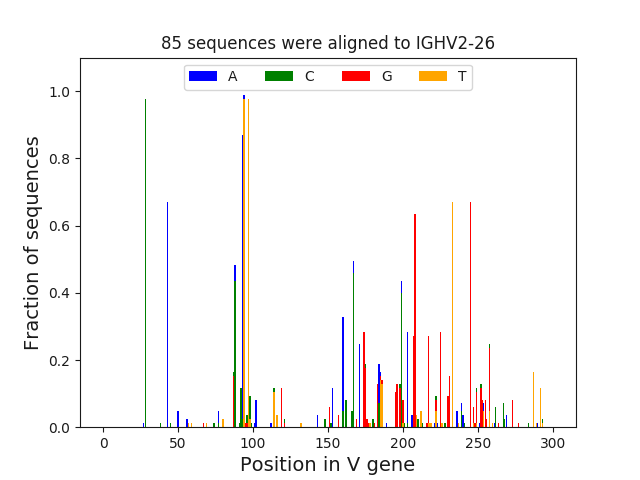 85 sequences were aligned to IGHV2-26
A C G T
1.0
0.8
0.6
0.4
0.2
0.0
Fraction of sequences
0 50 100 150 200 250 300
Position in V gene